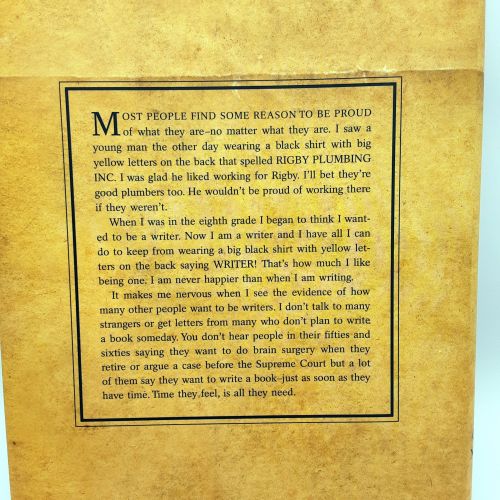 MOST PEOPLE FIND SOME REASON TO BE PROUD
of what they are–no matter what they are. I saw a
young man the other day wearing a black shirt with big
yellow letters on the back that spelled RIGBY PLUMBING
INC. I was glad he liked working for Rigby. I'll bet they're
good plumbers too. He wouldn't be proud of working there
if they weren't.
When I was in the eighth grade I began to think I want-
ed to be a writer. Now I am a writer and I have all I can
do to keep from wearing a big black shirt with yellow let-
ters on the back saying WRITER! That's how much I like
being one. I am never happier than when I am writing.
It makes me nervous when I see the evidence of how
many other people want to be writers. I don't talk to many
strangers or get letters from many who don't plan to write
a book someday. You don't hear people in their fifties and
sixties saying they want to do brain surgery when they
retire or argue a case before the Supreme Court but a lot
of them say they want to write a book–just as soon as they
have time. Time they feel, is all they need.